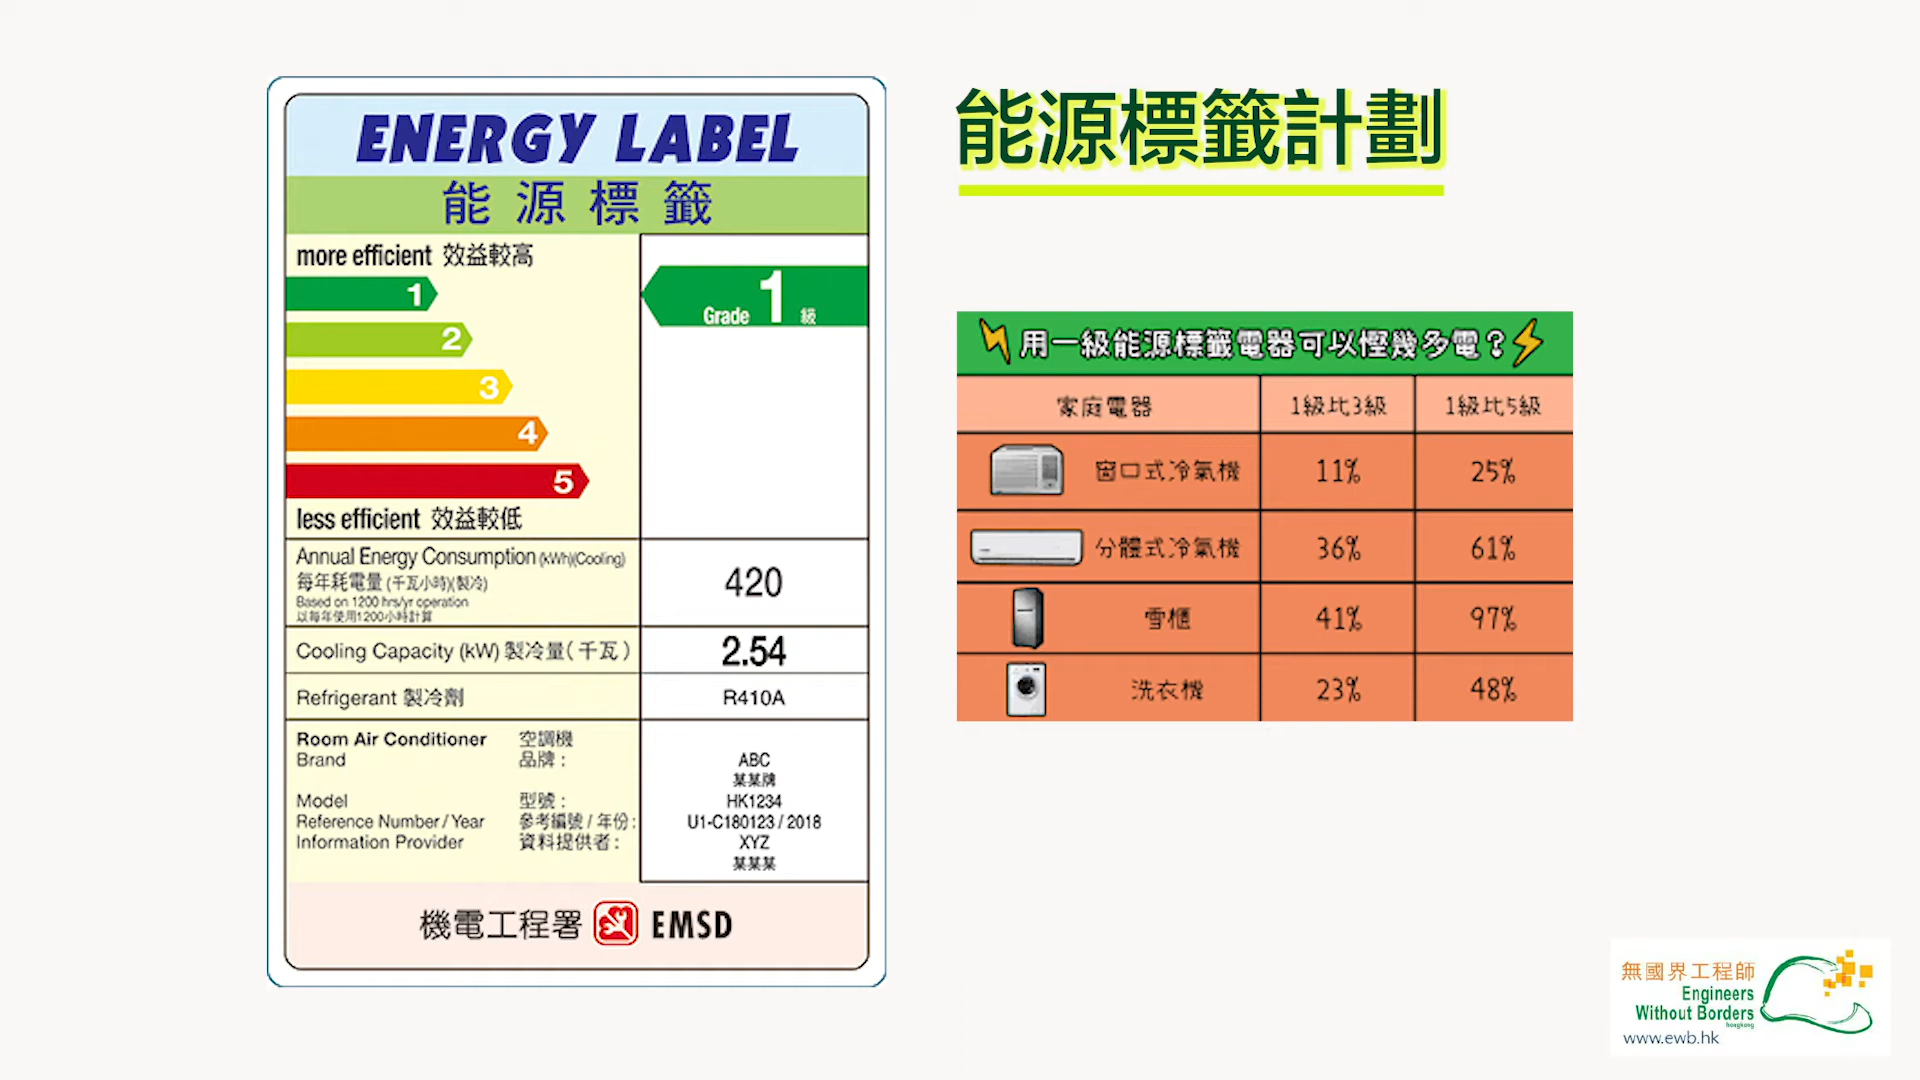 ENERGY LABEL
能源標籤
more efficient 效益較高
1
2
3
4
5
less efficient 效益較低
Grade 1 級
Annual Energy Consumption (kWh)(Cooling)
每年耗電量 (千瓦小時)(製冷)
Based on 1200 hrs/yr operation
以每年使用1200小時計算
420
Cooling Capacity (kW) 製冷量(千瓦)
2.54
Refrigerant 製冷劑
R410A
Room Air Conditioner 空調機
Brand 品牌 :
ABC
某某牌
Model 型號 :
HK1234
Reference Number / Year 參考編號 / 年份 :
U1-C180123 / 2018
Information Provider 資料提供者 :
XYZ
某某某
機電工程署 EMSD
能源標籤計劃
用一級能源標籤電器可以慳幾多電?
家庭電器 1級比3級 1級比5級
窗口式冷氣機 11% 25%
分體式冷氣機 36% 61%
雪櫃 41% 97%
洗衣機 23% 48%
無國界工程師
Engineers
Without Borders
hongkong
www.ewb.hk